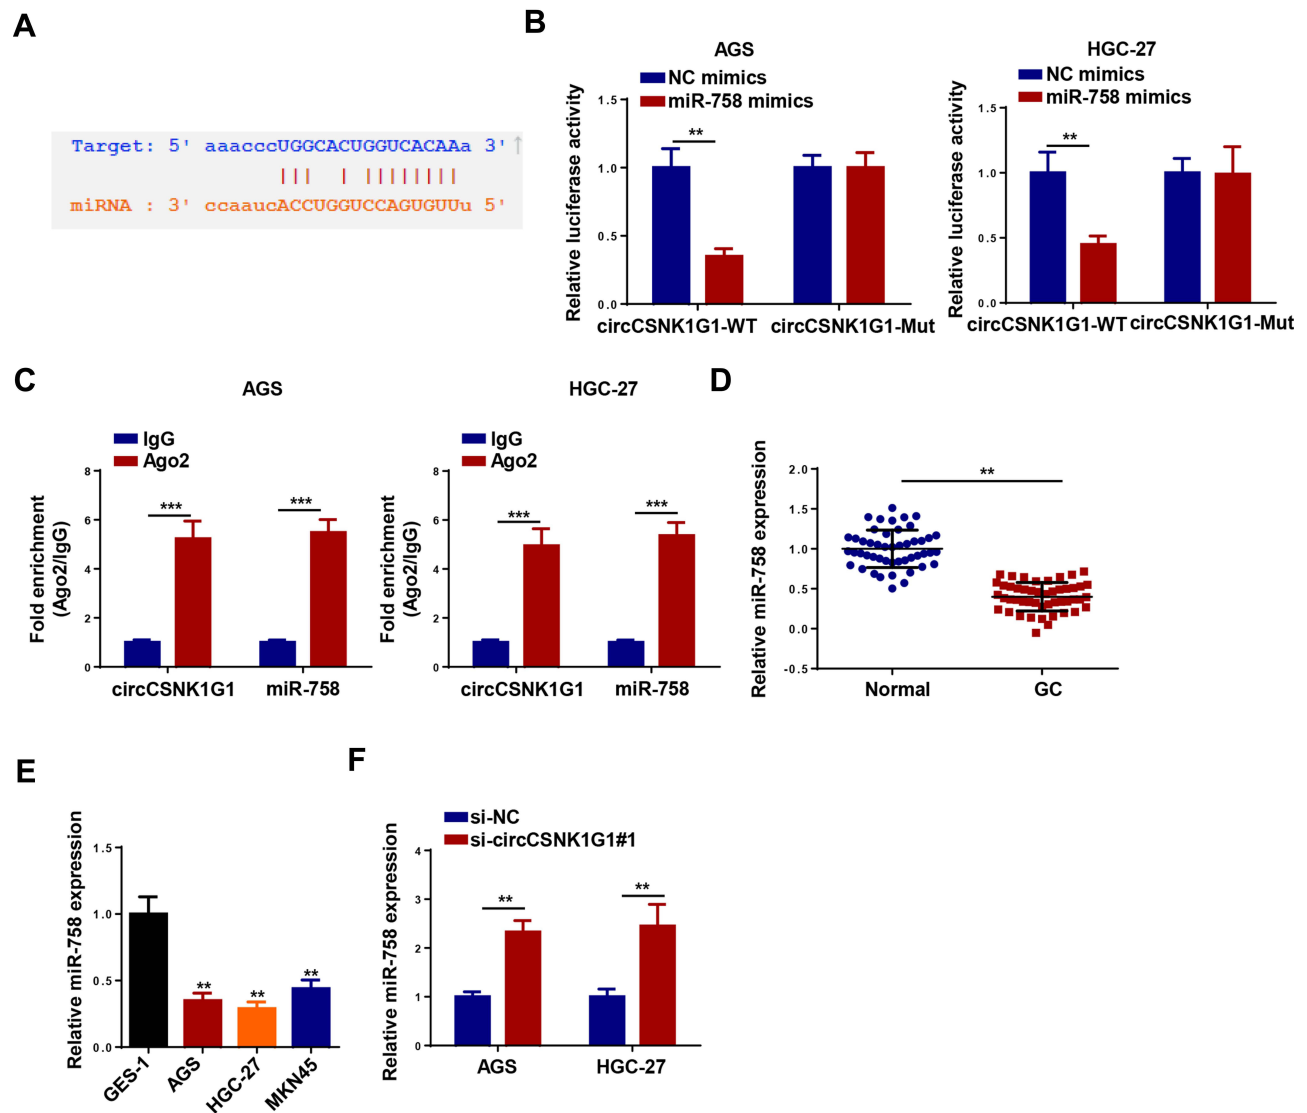 A
Target: 5' aaacccUGGCACUGGUCACAAa 3' ↑
miRNA : 3' ccaaucACCUGGUCCAGUGUUu 5'
B
AGS
NC mimics
miR-758 mimics
Relative luciferase activity
1.5
1.0
0.5
0.0
**
circCSNK1G1-WT circCSNK1G1-Mut
HGC-27
NC mimics
miR-758 mimics
Relative luciferase activity
1.5
1.0
0.5
0.0
**
circCSNK1G1-WT circCSNK1G1-Mut
C
AGS
IgG
Ago2
Fold enrichment
(Ago2/IgG)
8
6
4
2
0
***
***
circCSNK1G1 miR-758
HGC-27
IgG
Ago2
Fold enrichment
(Ago2/IgG)
8
6
4
2
0
***
***
circCSNK1G1 miR-758
D
Relative miR-758 expression
2.0
1.5
1.0
0.5
0.0
-0.5
**
Normal GC
E
Relative miR-758 expression
1.5
1.0
0.5
0.0
**
**
**
GES-1
AGS
HGC-27
MKN45
F
si-NC
si-circCSNK1G1#1
Relative miR-758 expression
4
3
2
1
0
**
**
AGS HGC-27